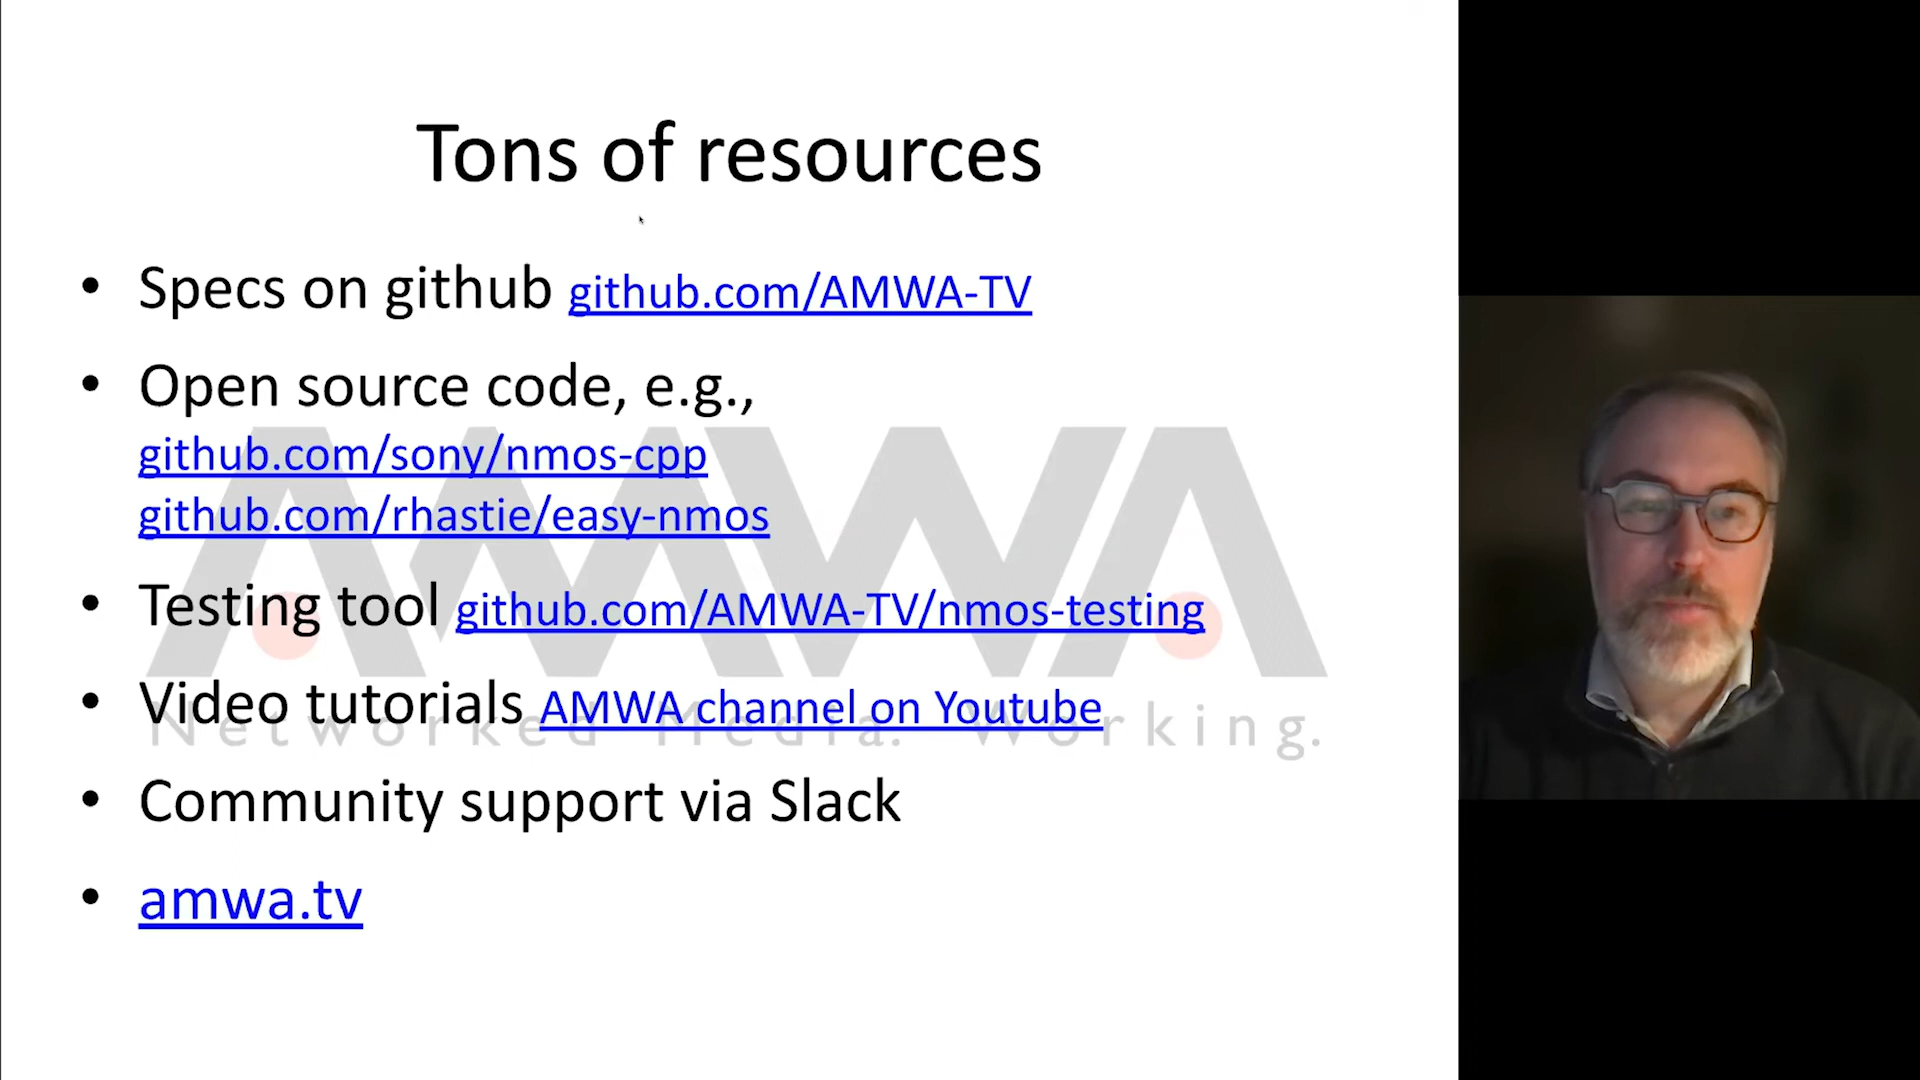 Tons of resources
• Specs on github github.com/AMWA-TV
• Open source code, e.g.,
github.com/sony/nmos-cpp
github.com/rhastie/easy-nmos
• Testing tool github.com/AMWA-TV/nmos-testing
• Video tutorials AMWA channel on Youtube
• Community support via Slack
• amwa.tv
AMWA
Networked Media. Working.